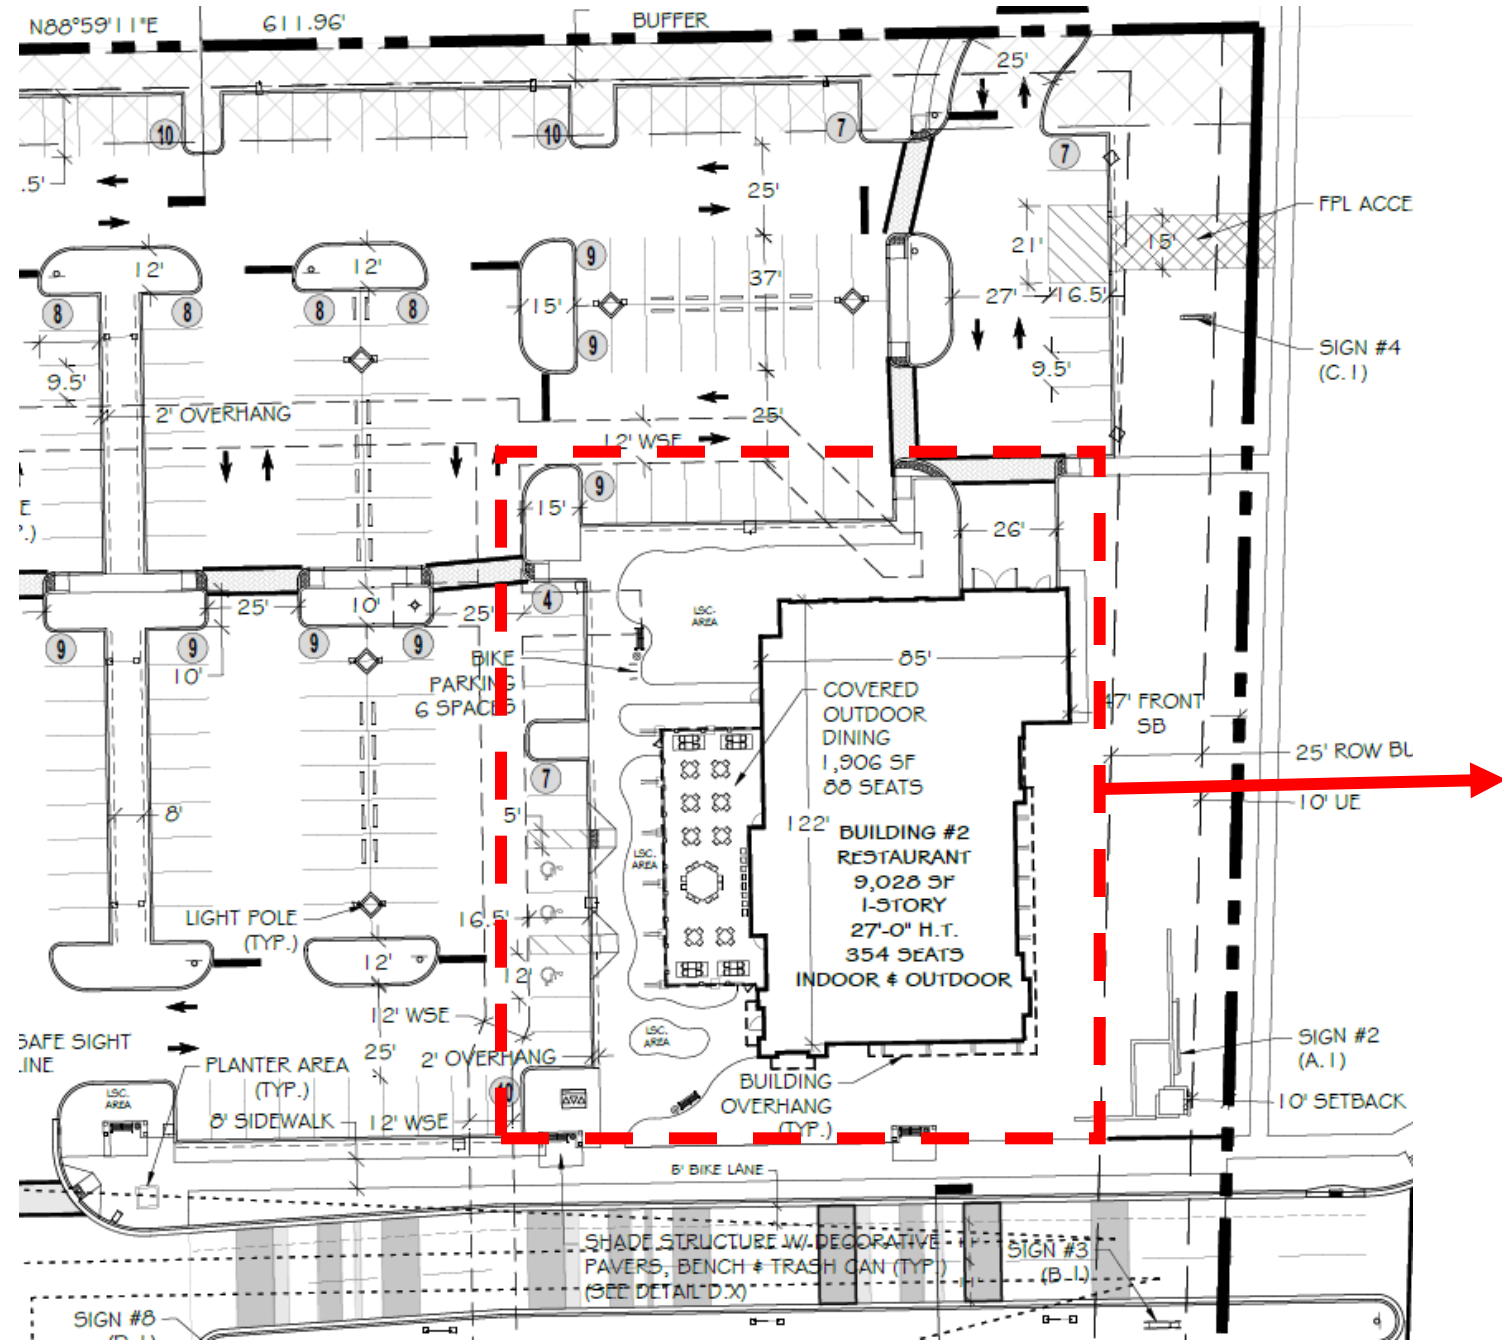 N88°59'11"E
611.96'
BUFFER
25'
10
10
7
7
.5'
25'
FPL ACCE
21'
15'
12'
12'
9
37'
15'
27'
16.5'
8
8
8
8
9
SIGN #4
(C.1)
9.5'
9.5'
2' OVERHANG
25'
12' WSE
9
15'
26'
E
.)
4
LSC.
AREA
25'
10'
25'
9
9
9
9
10'
BIKE
PARKING
6 SPACES
85'
COVERED
OUTDOOR
DINING
1,906 SF
88 SEATS
47' FRONT
SB
25' ROW BU
10' UE
7
5'
8'
122'
BUILDING #2
RESTAURANT
9,028 SF
1-STORY
27'-0" H.T.
354 SEATS
INDOOR & OUTDOOR
LSC.
AREA
LIGHT POLE
(TYP.)
16.5'
12'
12'
12' WSE
LSC.
AREA
SAFE SIGHT
LINE
25'
2' OVERHANG
PLANTER AREA
(TYP.)
SIGN #2
(A.1)
BUILDING
OVERHANG
(TYP.)
10' SETBACK
LSC.
AREA
8' SIDEWALK
12' WSE
10
8' BIKE LANE
SHADE STRUCTURE W/ DECORATIVE
PAVERS, BENCH & TRASH CAN (TYP.)
(SEE DETAIL D.X)
SIGN #3
(B.1)
SIGN #8